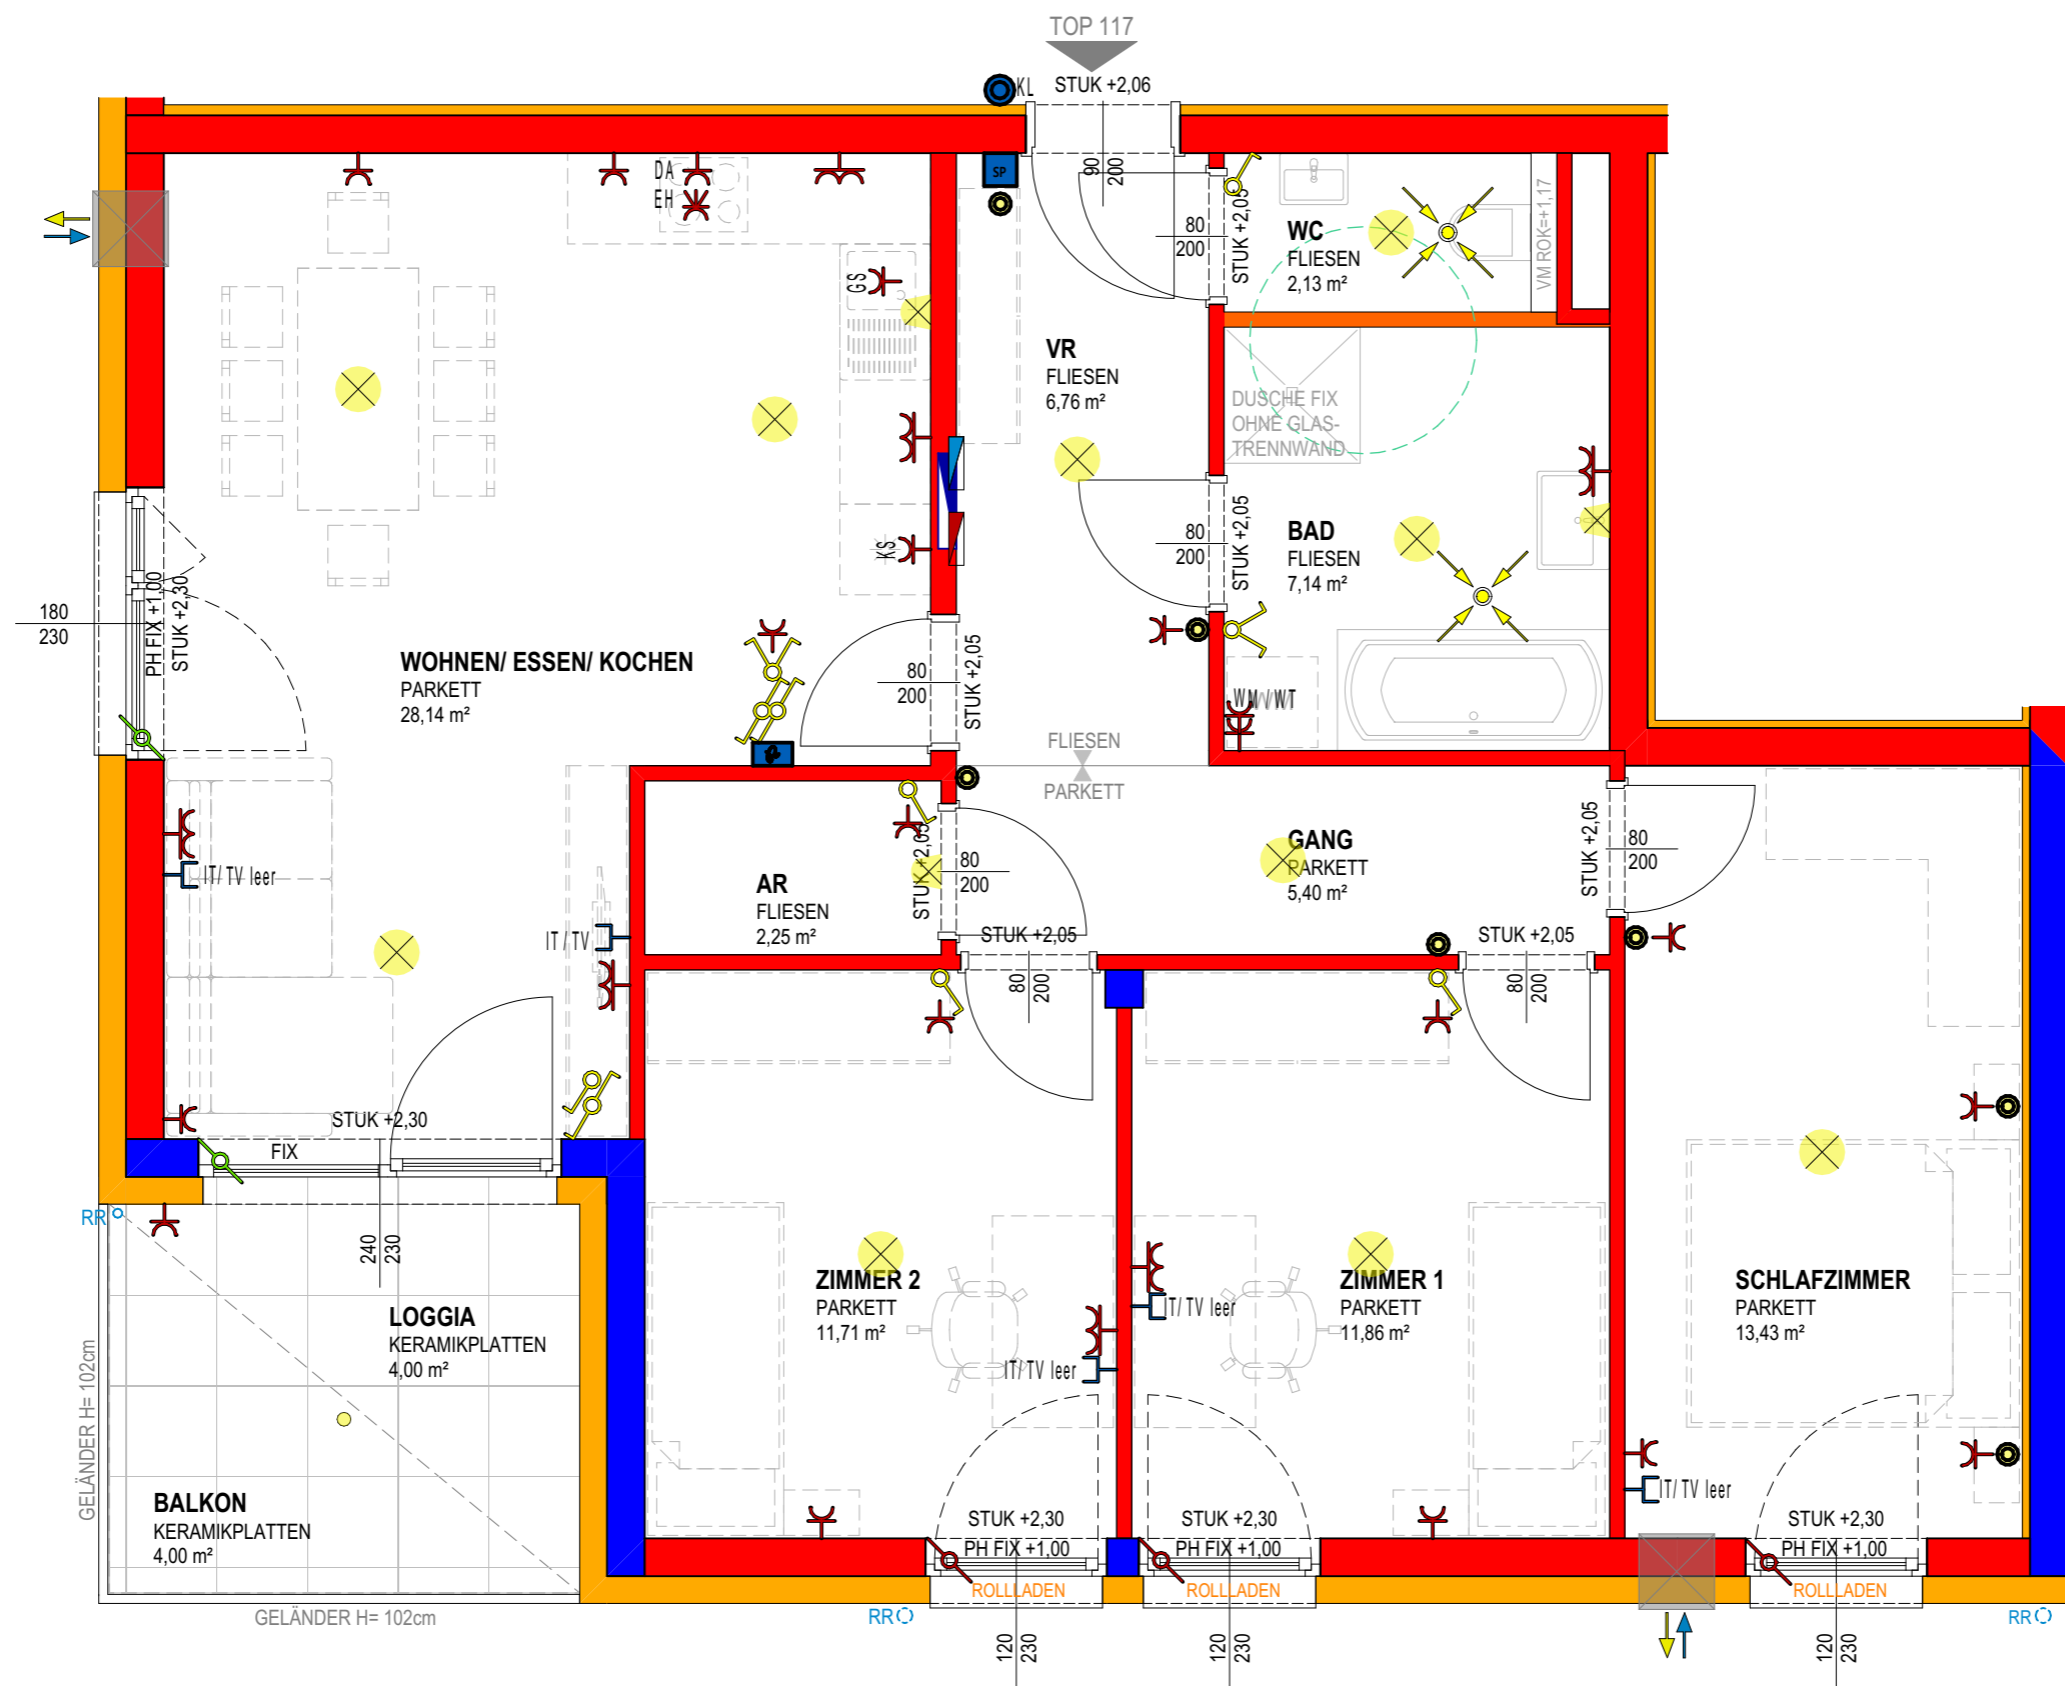 TOP 117
KL
STUK +2,06
90
200
SP
DA
EH
GS
KS
80
200
STUK +2,05
WC
FLIESEN
2,13 m²
VM ROK=+1,17
VR
FLIESEN
6,76 m²
DUSCHE FIX
OHNE GLAS-
TRENNWAND
80
200
STUK +2,05
BAD
FLIESEN
7,14 m²
WM / WT
180
230
PH FIX +1,00
STUK +2,30
WOHNEN/ ESSEN/ KOCHEN
PARKETT
28,14 m²
80
200
STUK +2,05
FLIESEN
PARKETT
IT/ TV leer
IT / TV
AR
FLIESEN
2,25 m²
STUK +2,05
80
200
GANG
PARKETT
5,40 m²
STUK +2,05
80
200
STUK +2,05
80
200
STUK +2,05
80
200
STUK +2,30
FIX
RR
240
230
LOGGIA
KERAMIKPLATTEN
4,00 m²
GELÄNDER H= 102cm
BALKON
KERAMIKPLATTEN
4,00 m²
GELÄNDER H= 102cm
ZIMMER 2
PARKETT
11,71 m²
IT/ TV leer
IT/ TV leer
ZIMMER 1
PARKETT
11,86 m²
SCHLAFZIMMER
PARKETT
13,43 m²
IT/ TV leer
STUK +2,30
PH FIX +1,00
ROLLLADEN
STUK +2,30
PH FIX +1,00
ROLLLADEN
STUK +2,30
PH FIX +1,00
ROLLLADEN
RR
RR
120
230
120
230
120
230